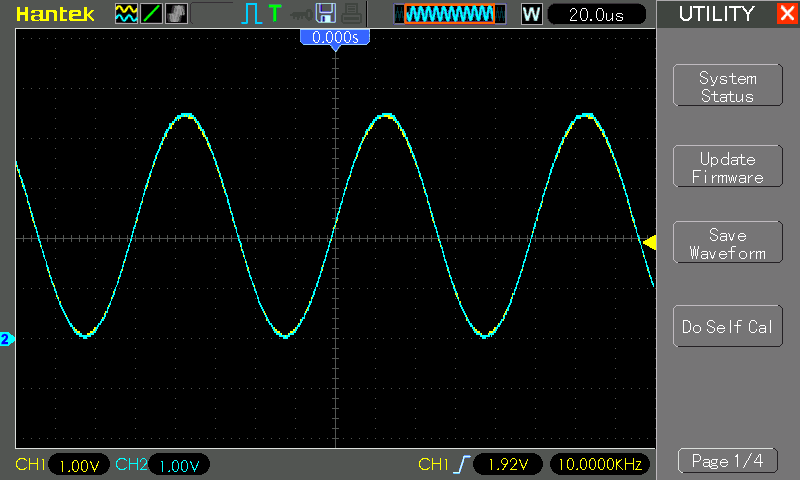 Hantek
T
W
20.0us
UTILITY
0.000s
System
Status
Update
Firmware
Save
Waveform
2
Do Self Cal
CH1 1.00V CH2 1.00V CH1 1.92V 10.0000KHz
Page 1/4